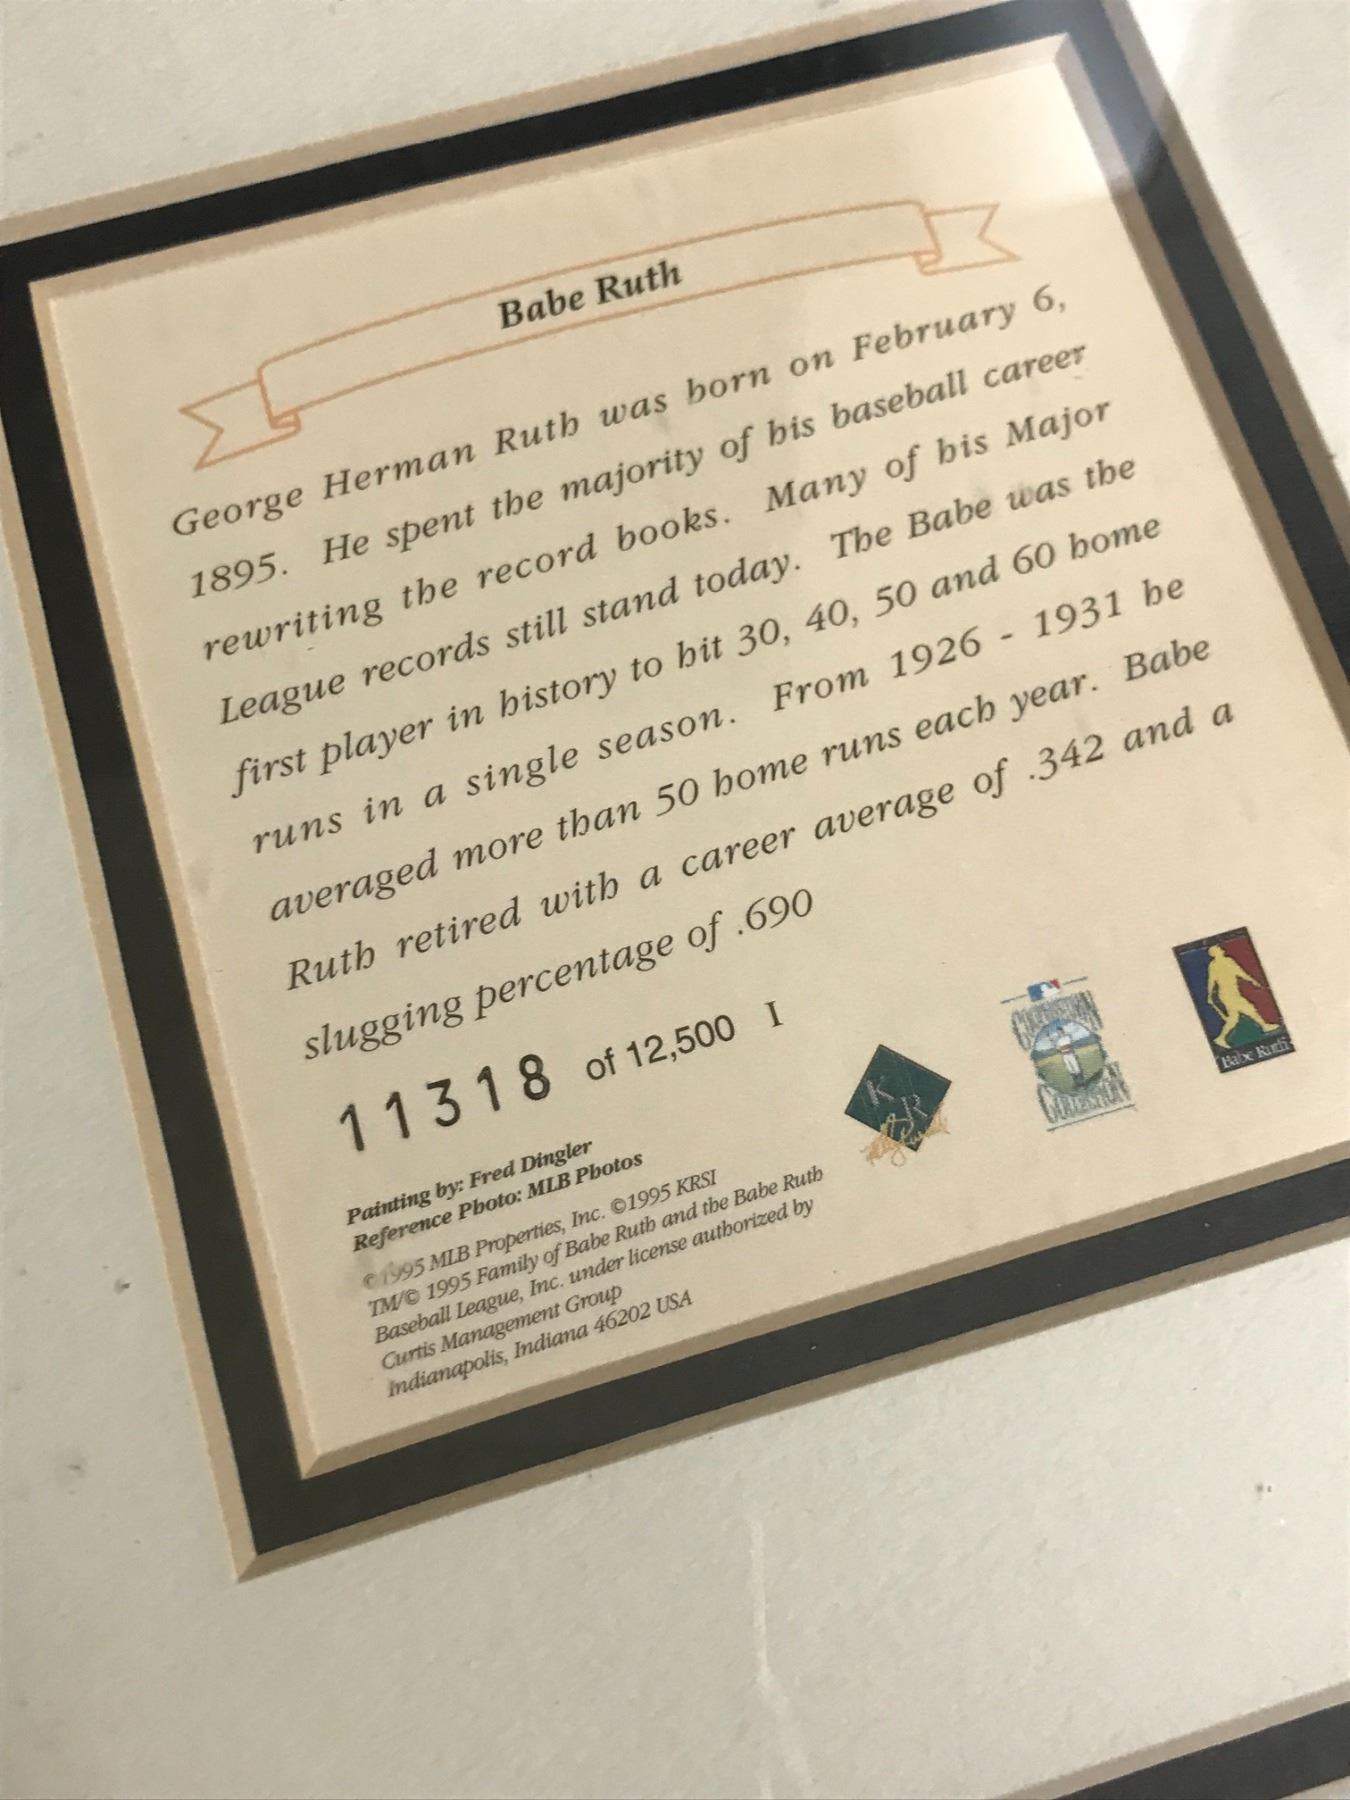 Babe Ruth
George Herman Ruth was born on February 6,
1895. He spent the majority of his baseball career
rewriting the record books. Many of his Major
League records still stand today. The Babe was the
first player in history to hit 30, 40, 50 and 60 home
runs in a single season. From 1926 - 1931 he
averaged more than 50 home runs each year. Babe
Ruth retired with a career average of .342 and a
slugging percentage of .690
11318 of 12,500 I
Painting by: Fred Dingler
Reference Photo: MLB Photos
©1995 MLB Properties, Inc. ©1995 KRSI
TM/© 1995 Family of Babe Ruth and the Babe Ruth
Baseball League, Inc. under license authorized by
Curtis Management Group
Indianapolis, Indiana 46202 USA
KR
COOPERSTOWN
COLLECTION
Babe Ruth